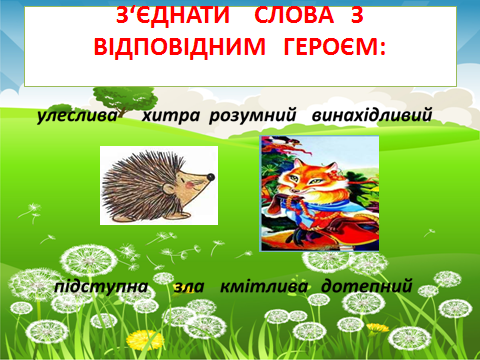 З‘ЄДНАТИ СЛОВА З
ВІДПОВІДНИМ ГЕРОЄМ:
улеслива хитра розумний винахідливий
підступна зла кмітлива дотепний